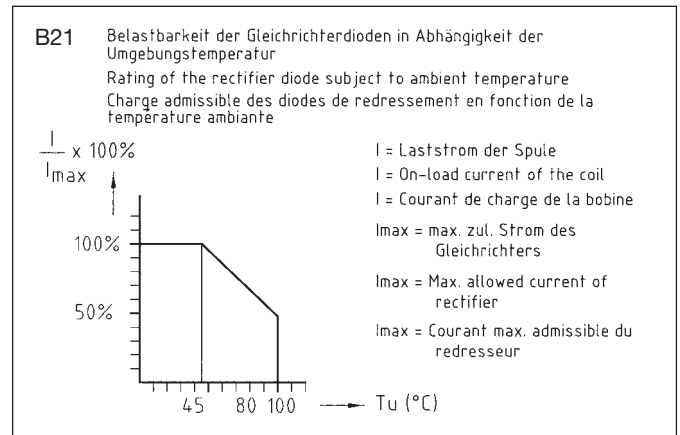 B21 Belastbarkeit der Gleichrichterdioden in Abhängigkeit der
Umgebungstemperatur
Rating of the rectifier diode subject to ambient temperature
Charge admissible des diodes de redressement en fonction de la
température ambiante
I
Imax
x 100%
I = Laststrom der Spule
I = On-load current of the coil
I = Courant de charge de la bobine
Imax = max. zul. Strom des
Gleichrichters
Imax = Max. allowed current of
rectifier
Imax = Courant max. admissible du
redresseur
100%
50%
45 80 100 Tu (°C)